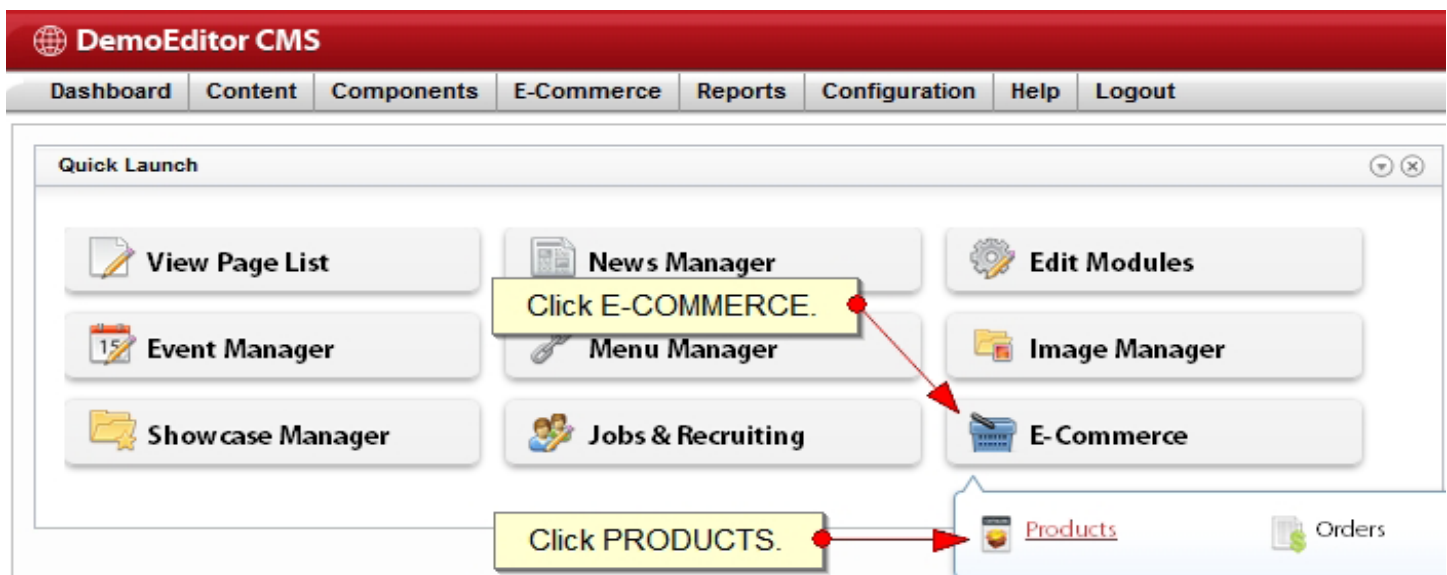 DemoEditor CMS
Dashboard Content Components E-Commerce Reports Configuration Help Logout
Quick Launch
View Page List News Manager Edit Modules
Click E-COMMERCE.
15 Event Manager Menu Manager Image Manager
Showcase Manager Jobs & Recruiting E-Commerce
Click PRODUCTS. Products Orders